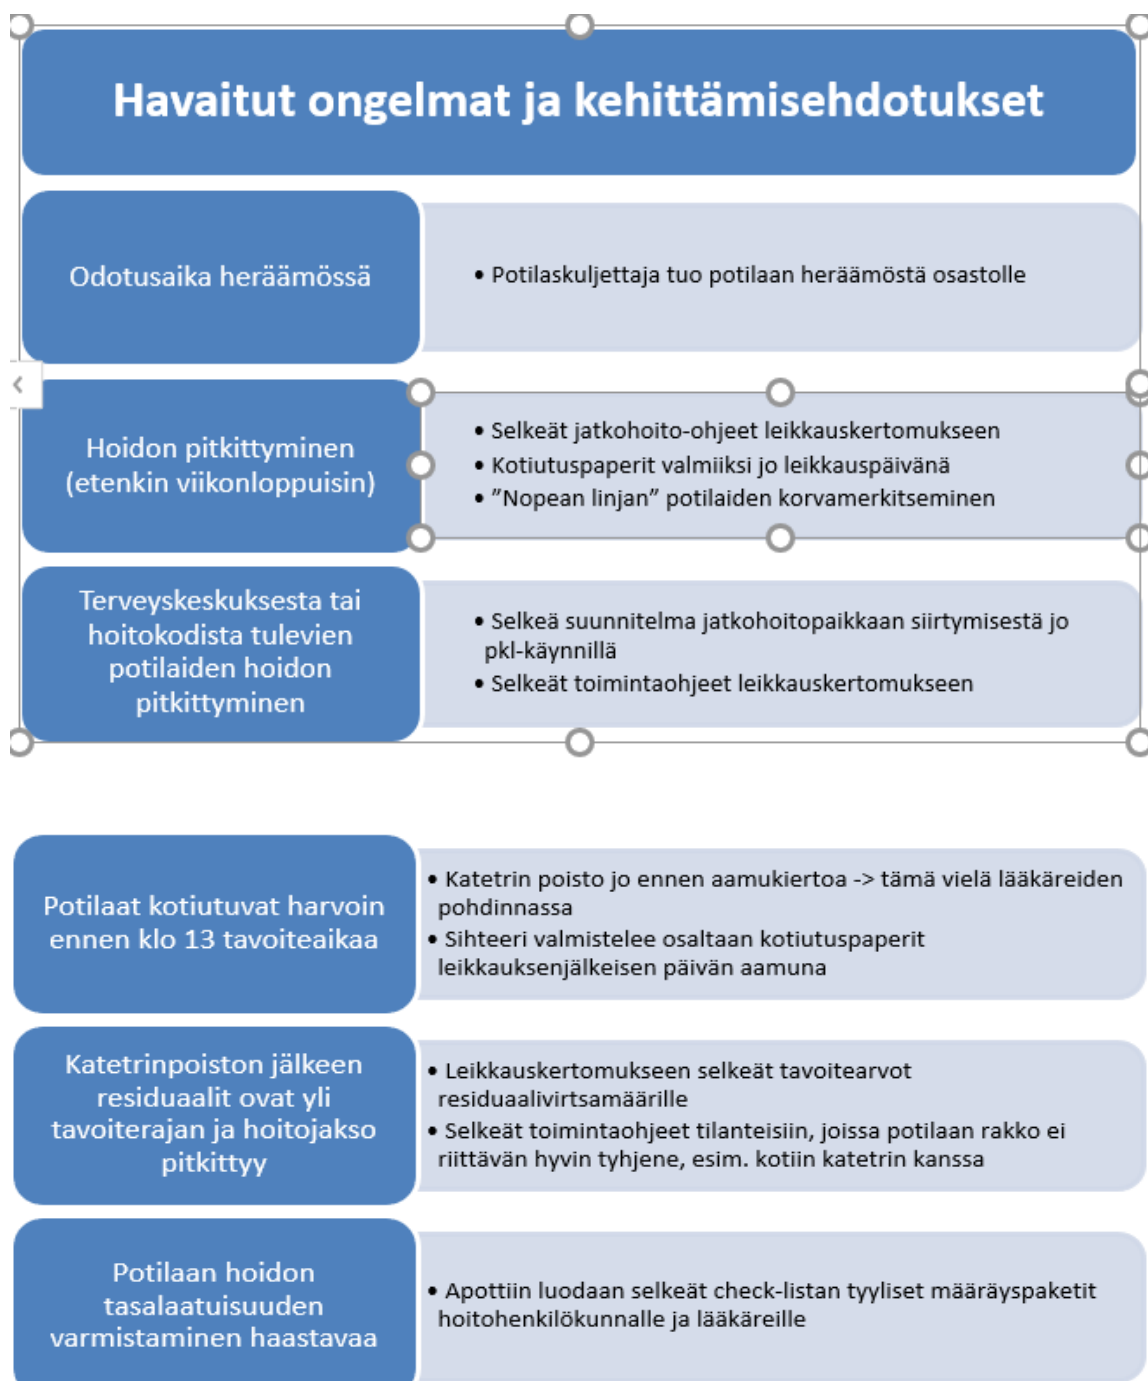 Havaitut ongelmat ja kehittämisehdotukset
Odotusaika heräämössä
• Potilaskuljettaja tuo potilaan heräämöstä osastolle
Hoidon pitkittyminen
(etenkin viikonloppuisin)
• Selkeät jatkohoito-ohjeet leikkauskertomukseen
• Kotiutuspaperit valmiiksi jo leikkauspäivänä
• ”Nopean linjan” potilaiden korvamerkitseminen
Terveyskeskuksesta tai
hoitokodista tulevien
potilaiden hoidon
pitkittyminen
• Selkeä suunnitelma jatkohoitopaikkaan siirtymisestä jo
pkl-käynnillä
• Selkeät toimintaohjeet leikkauskertomukseen
Potilaat kotiutuvat harvoin
ennen klo 13 tavoiteaikaa
• Katetrin poisto jo ennen aamukiertoa -> tämä vielä lääkäreiden
pohdinnassa
• Sihteeri valmistelee osaltaan kotiutuspaperit
leikkauksenjälkeisen päivän aamuna
Katetrinpoiston jälkeen
residuaalit ovat yli
tavoiterajan ja hoitojakso
pitkittyy
• Leikkauskertomukseen selkeät tavoitearvot
residuaalivirtsamäärille
• Selkeät toimintaohjeet tilanteisiin, joissa potilaan rakko ei
riittävän hyvin tyhjene, esim. kotiin katetrin kanssa
Potilaan hoidon
tasalaatuisuuden
varmistaminen haastavaa
• Apottiin luodaan selkeät check-listan tyyliset määräyspaketit
hoitohenkilökunnalle ja lääkäreille